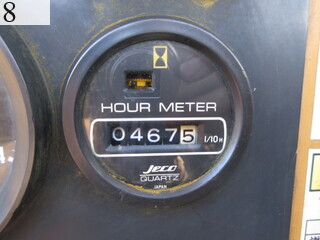 8
HOUR METER
04675 1/10H
Jeco
QUARTZ
JAPAN